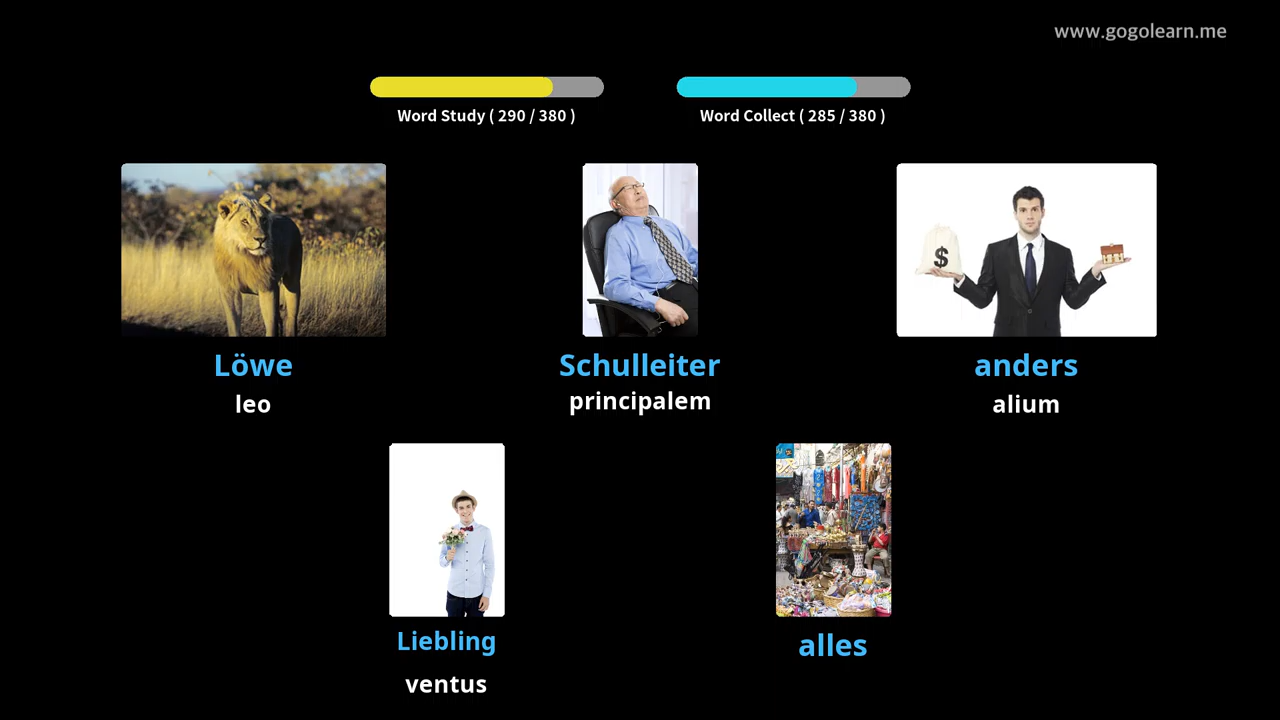 www.gogolearn.me
Word Study ( 290 / 380 )
Word Collect ( 285 / 380 )
$
Löwe
leo
Schulleiter
principalem
anders
alium
Liebling
ventus
alles